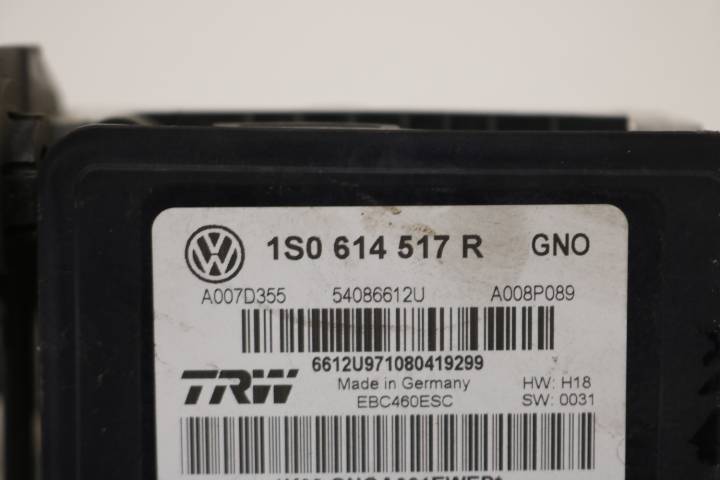 1S0 614 517 R GNO
A007D355 54086612U A008P089
6612U971080419299
TRW Made in Germany HW: H18
EBC460ESC SW: 0031